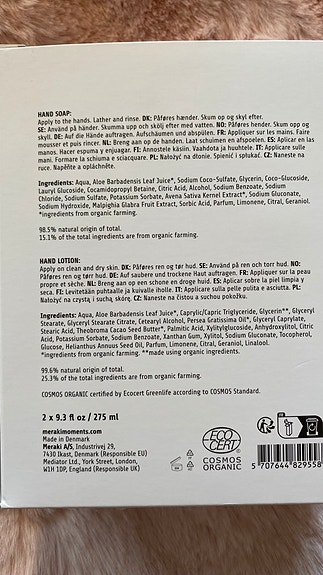 HAND SOAP:
Apply to the hands. Lather and rinse. DK: Påføres hænder. Skum op og skyl efter.
SE: Använd på händer. Skumma upp och skölj efter med vatten. NO: Påføres hender. Skum opp og
skyl. DE: Auf die Hände auftragen. Aufschäumen und abspülen. FR: Appliquer sur les mains. Faire
mousser et puis rincer. NL: Breng aan op de handen. Laat schuimen en afspoelen. ES: Aplicar en las
manos. Hacer espuma y enjuagar. FI: Annostele käsiin. Vaahdota ja huuhtele. IT: Applicare sulle
mani. Formare la schiuma e sciacquare. PL: Nałożyć na dłonie. Spienić i spłukać. CZ: Naneste na
ruce. Napěňte a opláchněte.
Ingredients: Aqua, Aloe Barbadensis Leaf Juice*, Sodium Coco-Sulfate, Glycerin, Coco-Glucoside,
Lauryl Glucoside, Cocamidopropyl Betaine, Citric Acid, Alcohol, Sodium Benzoate, Sodium
Chloride, Sodium Sulfate, Potassium Sorbate, Avena Sativa Kernel Extract*, Sodium Gluconate,
Sodium Hydroxide, Malpighia Glabra Fruit Extract, Sorbic Acid, Parfum, Limonene, Citral, Geraniol.
*ingredients from organic farming.
98.5% natural origin of total.
15.1% of the total ingredients are from organic farming.
HAND LOTION:
Apply on clean and dry skin. DK: Påføres ren og tør hud. SE: Använd på ren och torr hud. NO:
Påføres ren og tørr hud. DE: Auf saubere und trockene Haut auftragen. FR: Appliquer sur la peau
propre et sèche. NL: Breng aan op een schone en droge huid. ES: Aplicar sobre la piel limpia y
seca. FI: Levitetään puhtaalle ja kuivalle iholle. IT: Applicare sulla pelle pulita e asciutta. PL:
Nałożyć na czystą i suchą skórę. CZ: Naneste na čistou a suchou pokožku.
Ingredients: Aqua, Aloe Barbadensis Leaf Juice*, Caprylic/Capric Triglyceride, Glycerin**, Glyceryl
Stearate, Glyceryl Stearate Citrate, Cetearyl Alcohol, Persea Gratissima Oil*, Glyceryl Caprylate,
Stearic Acid, Theobroma Cacao Seed Butter*, Palmitic Acid, Xylitylglucoside, Anhydroxylitol, Citric
Acid, Potassium Sorbate, Sodium Benzoate, Xanthan Gum, Xylitol, Sodium Gluconate, Tocopherol,
Glucose, Helianthus Annuus Seed Oil, Parfum, Limonene, Citral, Geraniol, Linalool.
*ingredients from organic farming. **made using organic ingredients.
99.6% natural origin of total.
25.3% of the total ingredients are from organic farming.
COSMOS ORGANIC certified by Ecocert Greenlife according to COSMOS Standard.
2 x 9.3 fl oz / 275 ml
merakimoments.com
Made in Denmark
Meraki A/S, Industrivej 29,
7430 Ikast, Denmark (Responsible EU)
Mediator Ltd., York Street, London,
W1H 1DP, England (Responsible UK)
ECO
CERT
COSMOS
ORGANIC
5 707644 829558